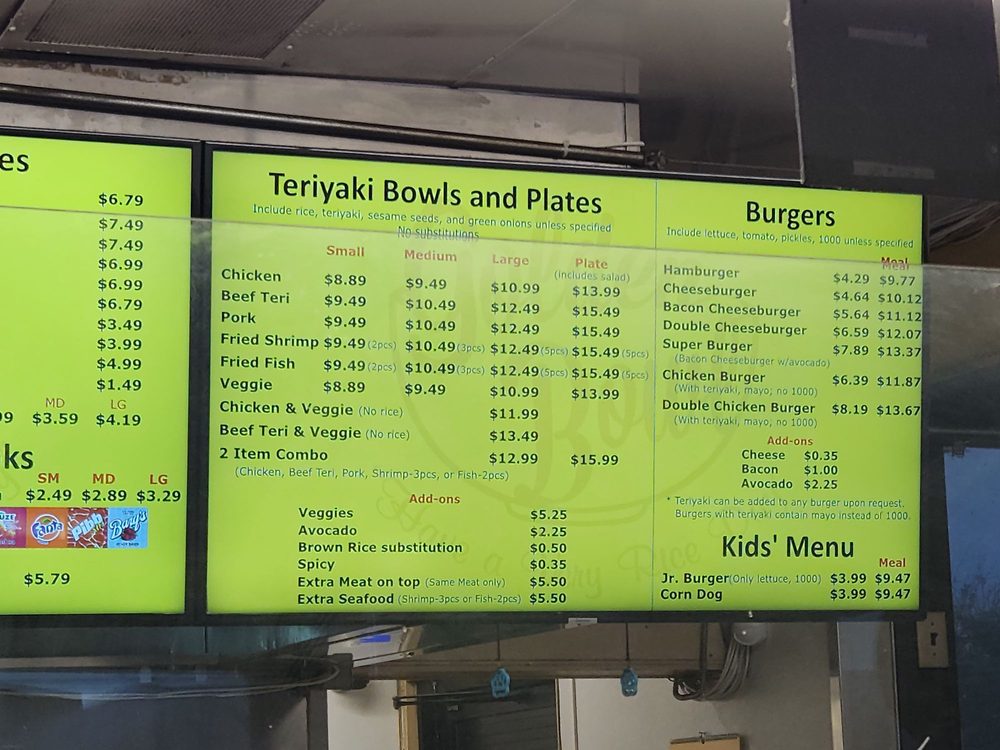 es
$6.79
$7.49
$7.49
$6.99
$6.99
$6.79
$3.49
$3.99
$4.99
$1.49
MD LG
99 $3.59 $4.19
ks
SM MD LG
$2.49 $2.89 $3.29
Fanta Pibb Barq's
$5.79
Teriyaki Bowls and Plates
Include rice, teriyaki, sesame seeds, and green onions unless specified
No substitutions
Small Medium Large Plate
(includes salad)
Chicken $8.89 $9.49 $10.99 $13.99
Beef Teri $9.49 $10.49 $12.49 $15.49
Pork $9.49 $10.49 $12.49 $15.49
Fried Shrimp $9.49(2pcs) $10.49(3pcs) $12.49(5pcs) $15.49(5pcs)
Fried Fish $9.49(2pcs) $10.49(3pcs) $12.49(5pcs) $15.49(5pcs)
Veggie $8.89 $9.49 $10.99 $13.99
Chicken & Veggie (No rice) $11.99
Beef Teri & Veggie (No rice) $13.49
2 Item Combo $12.99 $15.99
(Chicken, Beef Teri, Pork, Shrimp-3pcs, or Fish-2pcs)
Add-ons
Veggies $5.25
Avocado $2.25
Brown Rice substitution $0.50
Spicy $0.35
Extra Meat on top (Same Meat only) $5.50
Extra Seafood (Shrimp-3pcs or Fish-2pcs) $5.50
Burgers
Include lettuce, tomato, pickles, 1000 unless specified
Meal
Hamburger $4.29 $9.77
Cheeseburger $4.64 $10.12
Bacon Cheeseburger $5.64 $11.12
Double Cheeseburger $6.59 $12.07
Super Burger $7.89 $13.37
(Bacon Cheeseburger w/avocado)
Chicken Burger $6.39 $11.87
(With teriyaki, mayo; no 1000)
Double Chicken Burger $8.19 $13.67
(With teriyaki, mayo; no 1000)
Add-ons
Cheese $0.35
Bacon $1.00
Avocado $2.25
* Teriyaki can be added to any burger upon request.
Burgers with teriyaki contain mayo instead of 1000.
Kids' Menu
Meal
Jr. Burger(Only lettuce, 1000) $3.99 $9.47
Corn Dog $3.99 $9.47